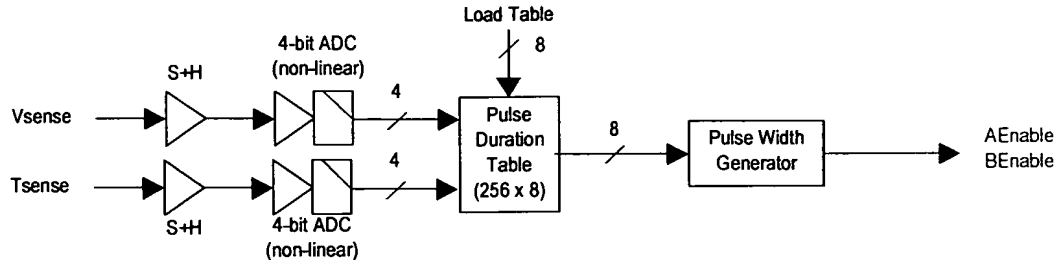 Load Table
8
4-bit ADC
(non-linear)
S+H
4
Vsense
Pulse
Duration
Table
(256 x 8)
8
Pulse Width
Generator
AEnable
BEnable
4
Tsense
S+H
4-bit ADC
(non-linear)